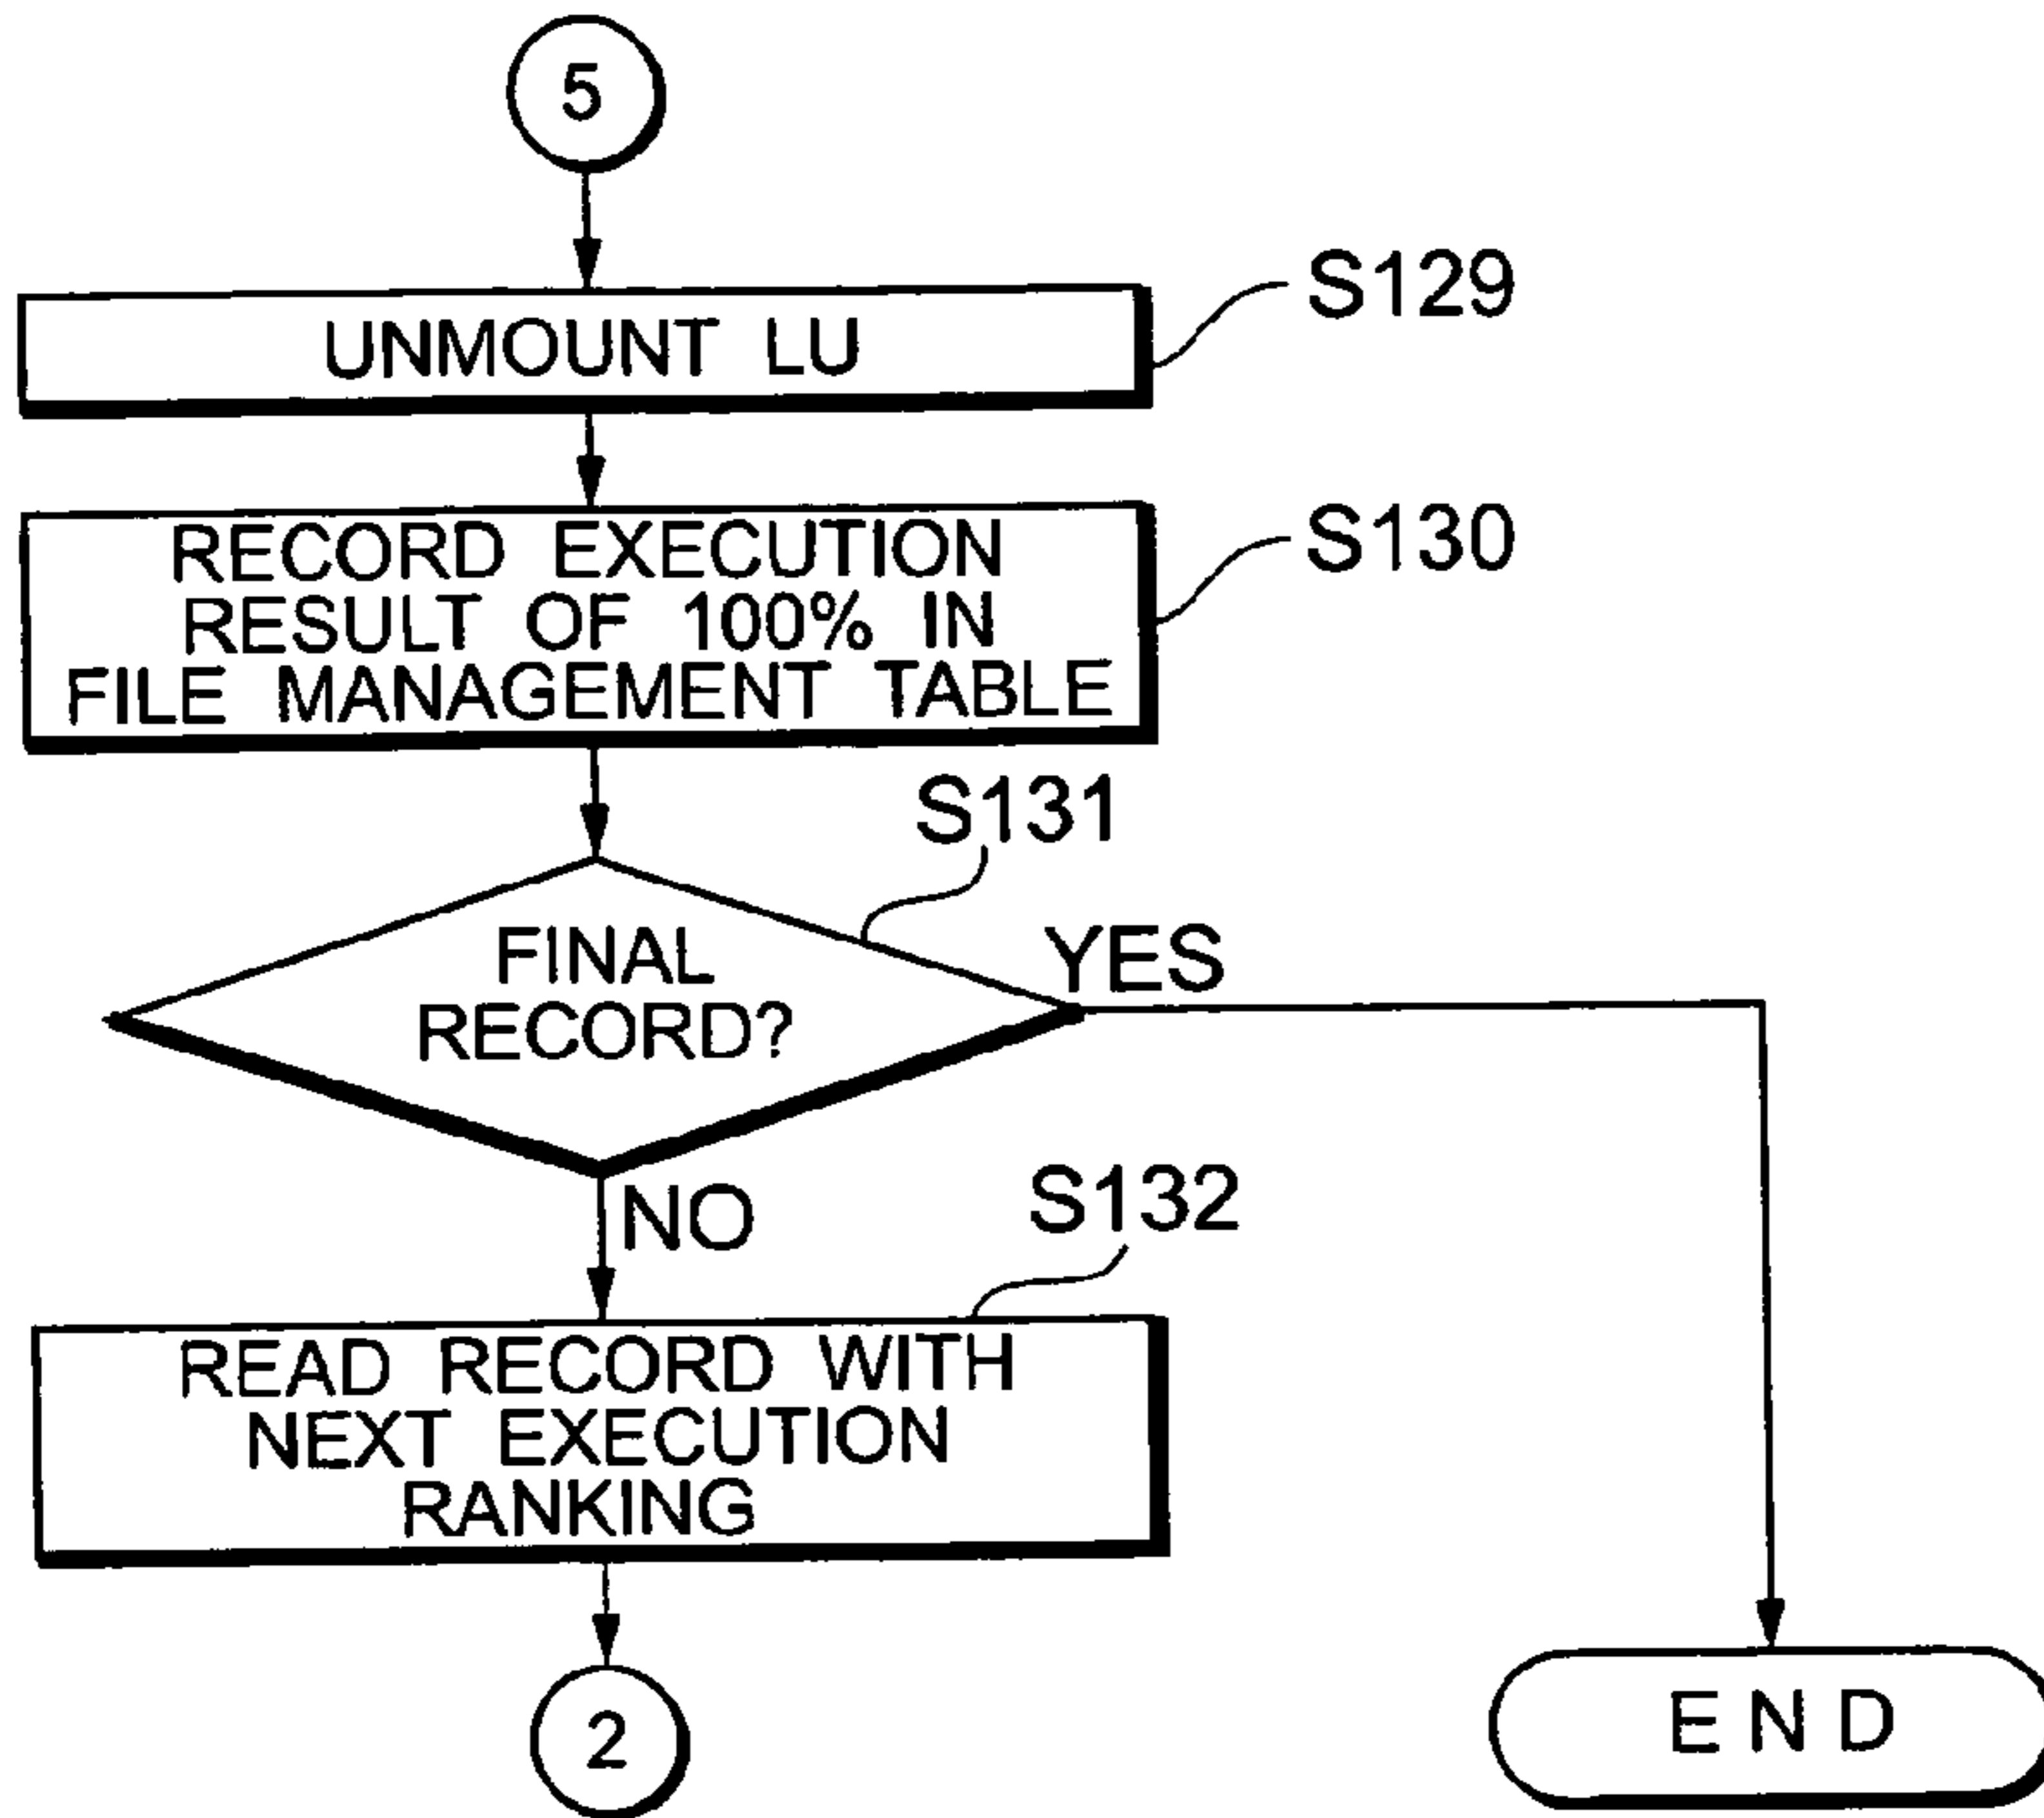 5
S129
UNMOUNT LU
S130
RECORD EXECUTION
RESULT OF 100% IN
FILE MANAGEMENT TABLE
S131
FINAL
RECORD?
YES
NO
S132
READ RECORD WITH
NEXT EXECUTION
RANKING
2
END